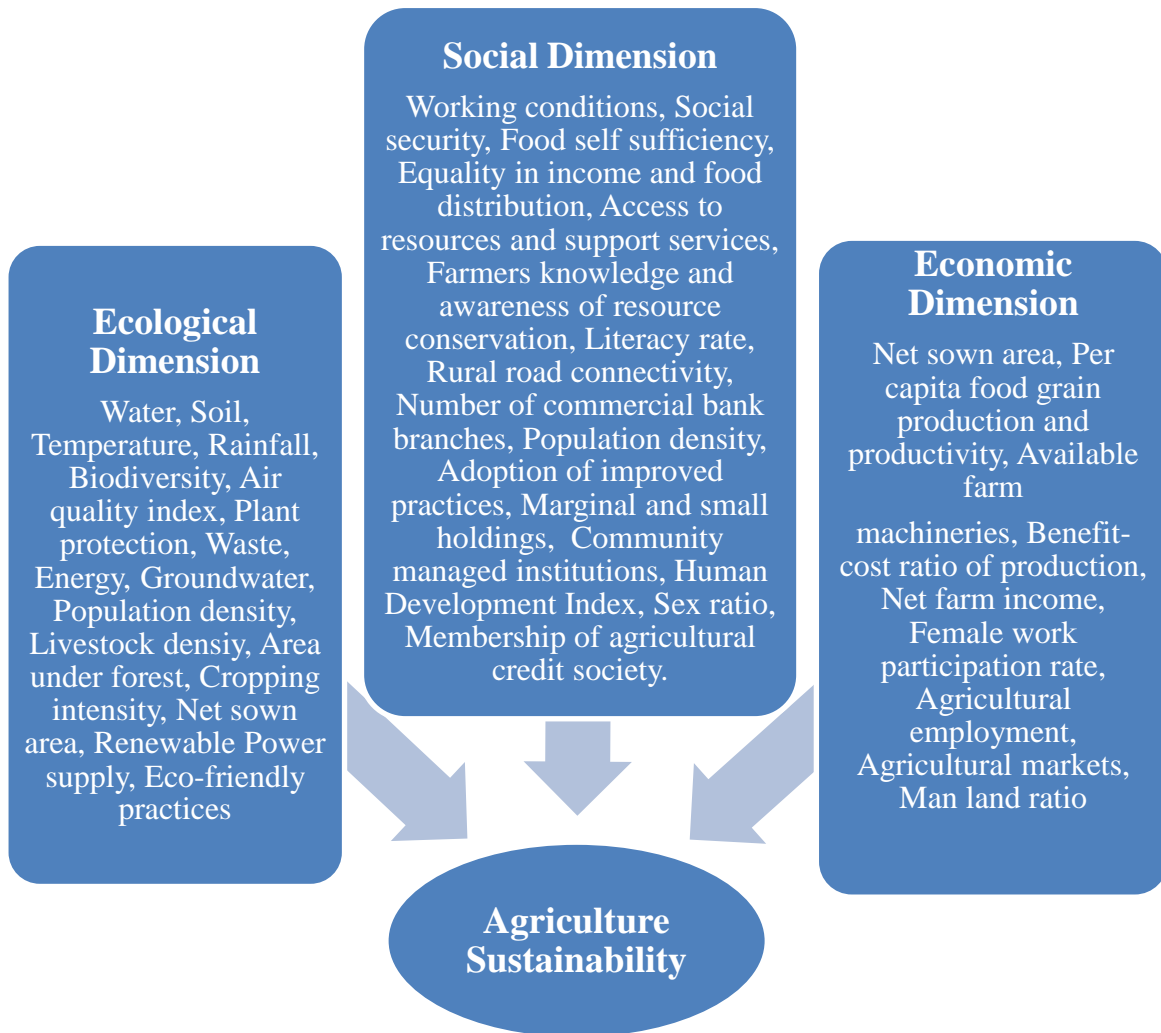 Social Dimension
Working conditions, Social
security, Food self sufficiency,
Equality in income and food
distribution, Access to
resources and support services,
Farmers knowledge and
awareness of resource
conservation, Literacy rate,
Rural road connectivity,
Number of commercial bank
branches, Population density,
Adoption of improved
practices, Marginal and small
holdings, Community
managed institutions, Human
Development Index, Sex ratio,
Membership of agricultural
credit society.
Ecological
Dimension
Water, Soil,
Temperature, Rainfall,
Biodiversity, Air
quality index, Plant
protection, Waste,
Energy, Groundwater,
Population density,
Livestock densiy, Area
under forest, Cropping
intensity, Net sown
area, Renewable Power
supply, Eco-friendly
practices
Economic
Dimension
Net sown area, Per
capita food grain
production and
productivity, Available
farm
machineries, Benefit-
cost ratio of production,
Net farm income,
Female work
participation rate,
Agricultural
employment,
Agricultural markets,
Man land ratio
Agriculture
Sustainability